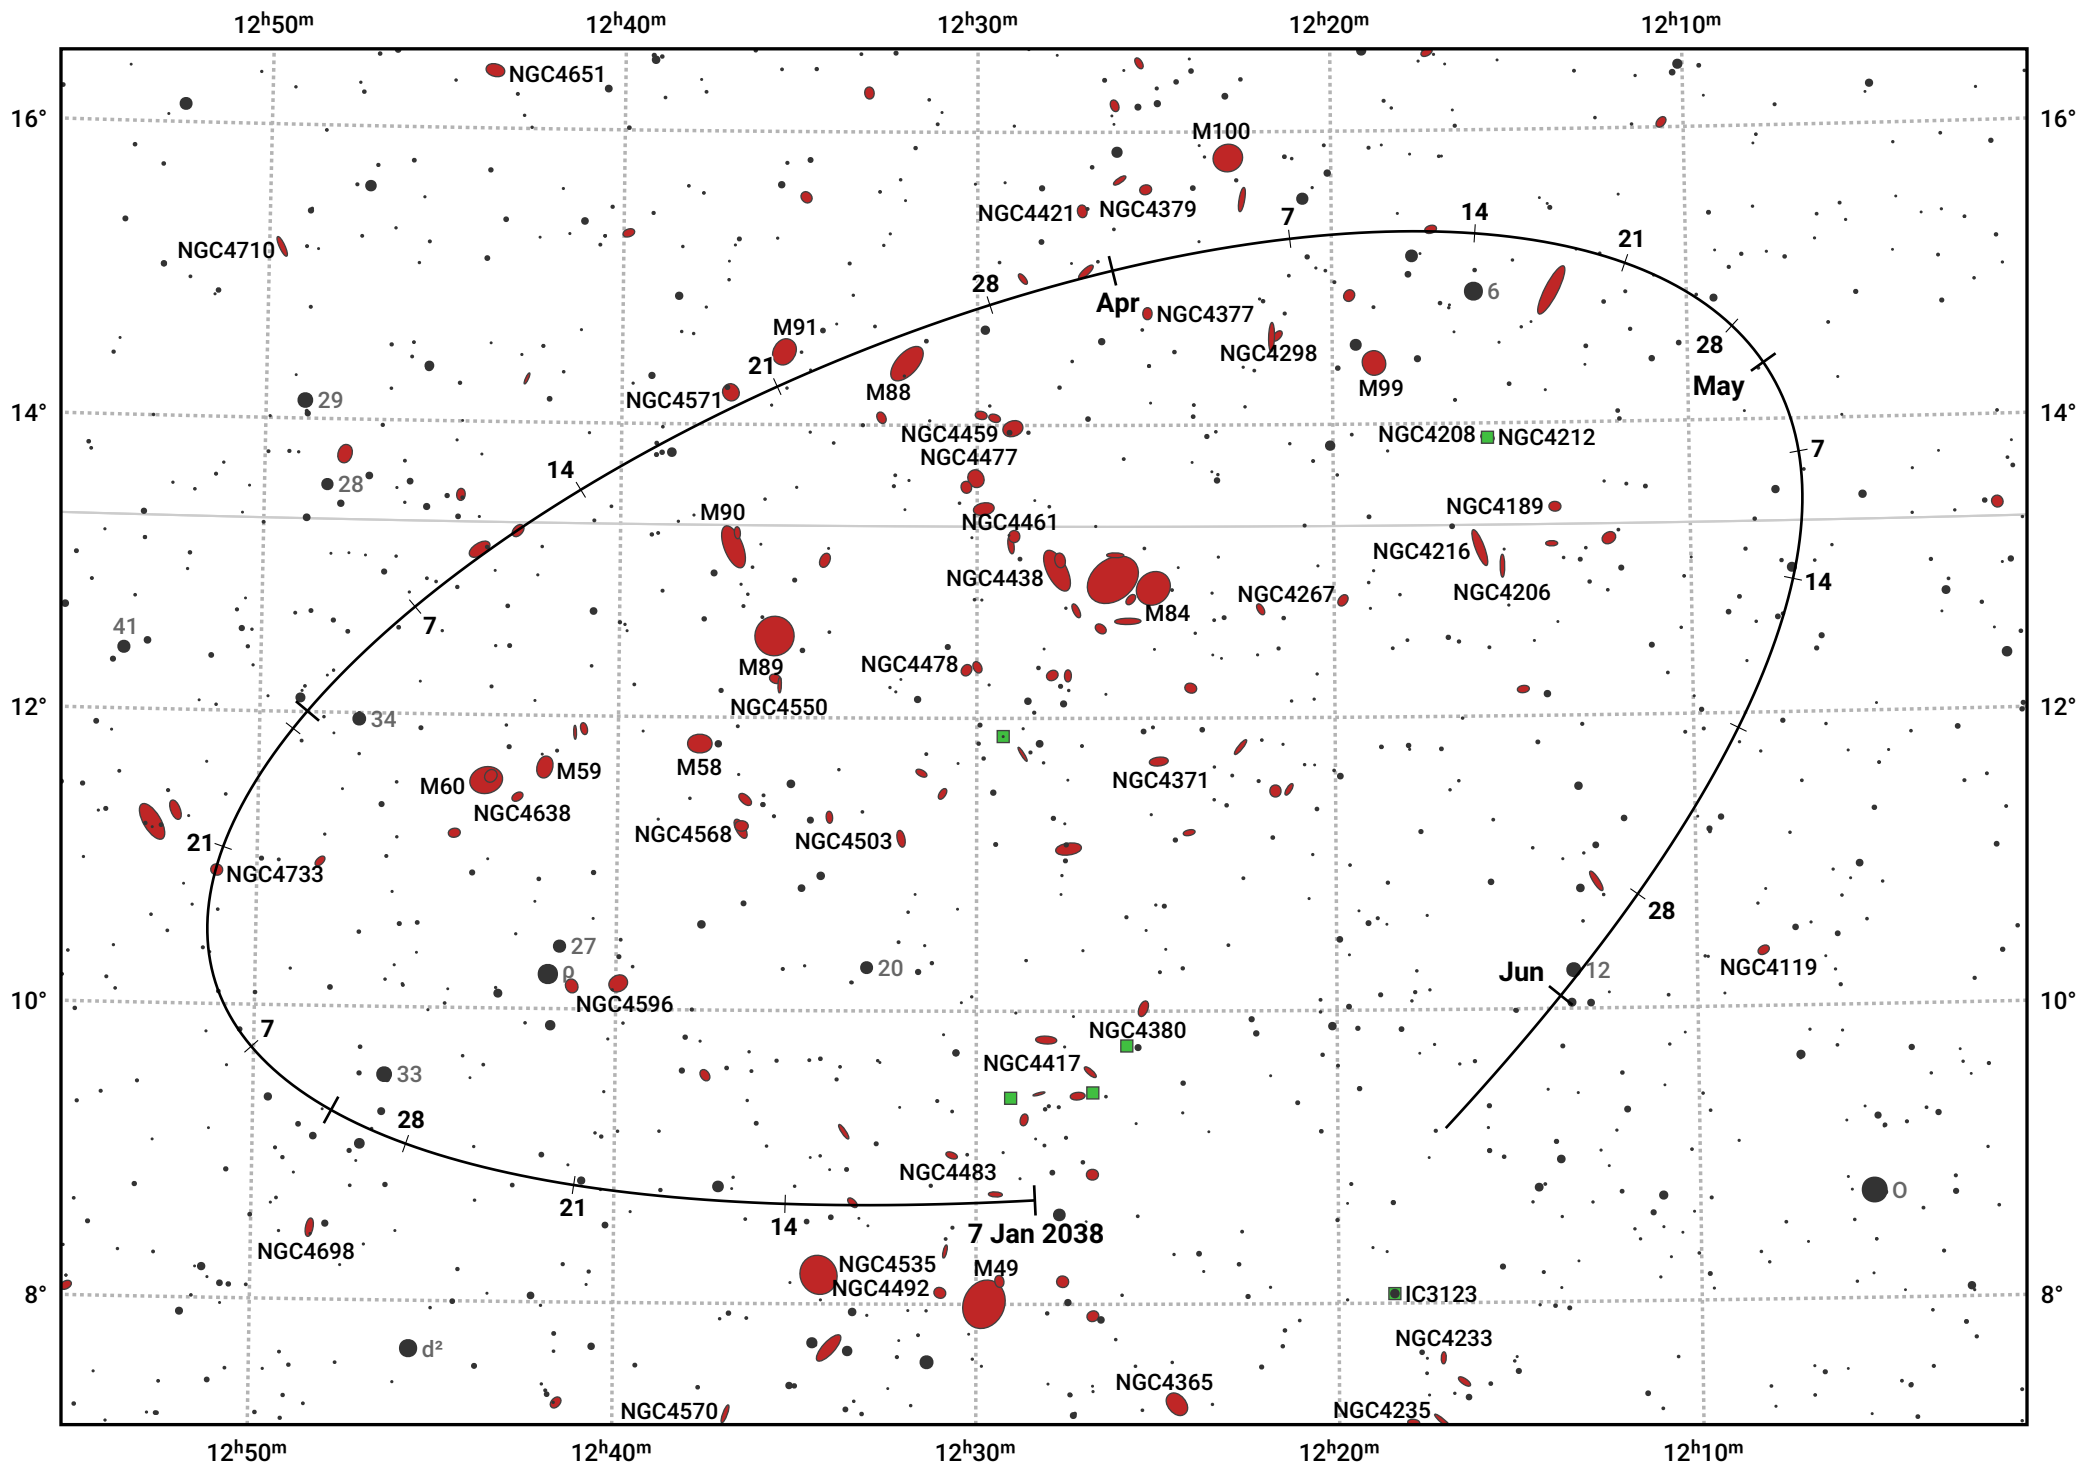 12ʰ50ᵐ 12ʰ40ᵐ 12ʰ30ᵐ 12ʰ20ᵐ 12ʰ10ᵐ
NGC4651
16° 16°
M100
NGC4421 NGC4379
7 14
21
NGC4710
28
Apr
6
NGC4377
M91
28
NGC4298
21
M88
M99
May
NGC4571
29
14° 14°
NGC4459
NGC4208 NGC4212
7
NGC4477
14
28
NGC4189
M90
NGC4461
NGC4216
NGC4438
14
NGC4206
NGC4267
M84
7
41
NGC4478
M89
NGC4550
12° 12°
34
M58
M59
NGC4371
M60
NGC4638
NGC4568
NGC4503
21
NGC4733
28
27
20
NGC4119
ρ
12
Jun
10° 10°
NGC4596
NGC4380
7
NGC4417
33
28
NGC4483
O
21
14
7 Jan 2038
NGC4698
NGC4535
M49
NGC4492
8° 8°
IC3123
NGC4233
d²
NGC4365
NGC4570
NGC4235
12ʰ50ᵐ 12ʰ40ᵐ 12ʰ30ᵐ 12ʰ20ᵐ 12ʰ10ᵐ